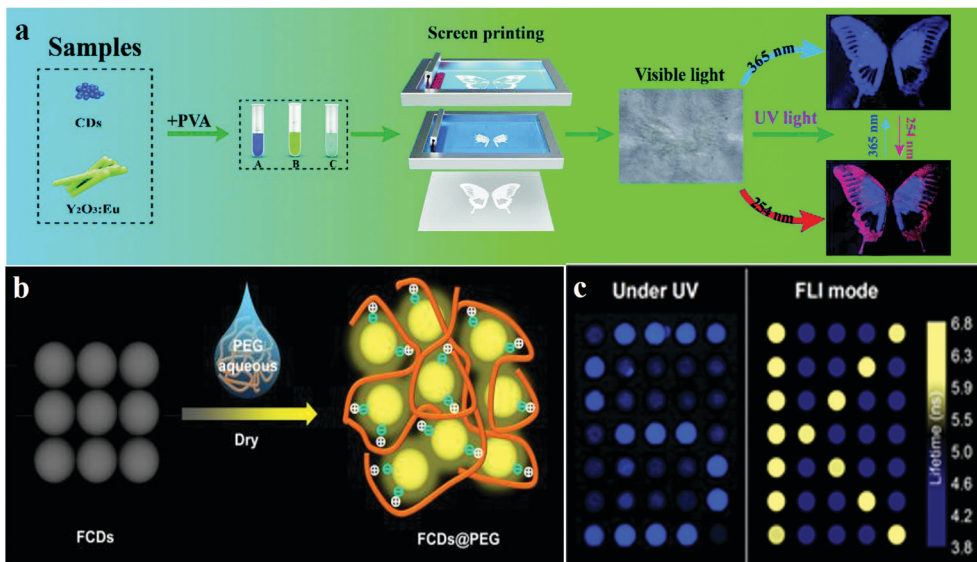 a
Samples
CDs
Y2O3:Eu
+PVA
A B C
Screen printing
Visible light
UV light
365 nm
254 nm
365 nm
254 nm
b
FCDs
PEG
aqueous
Dry
FCDs@PEG
c
Under UV
FLI mode
Lifetime (ns)
6.8
6.3
5.9
5.5
5.0
4.6
4.2
3.8